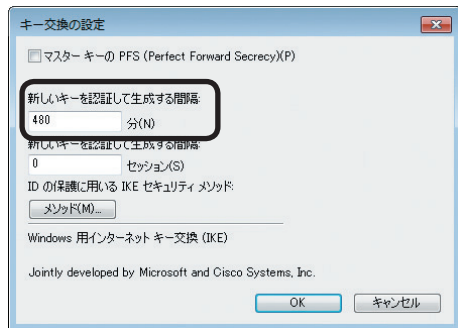 キー交換の設定
マスター キーの PFS (Perfect Forward Secrecy)(P)
新しいキーを認証して生成する間隔:
480 分(N)
新しいキーを認証して生成する間隔:
0 セッション(S)
ID の保護に用いる IKE セキュリティ メソッド:
メソッド(M)...
Windows 用インターネット キー交換 (IKE)
Jointly developed by Microsoft and Cisco Systems, Inc.
OK キャンセル